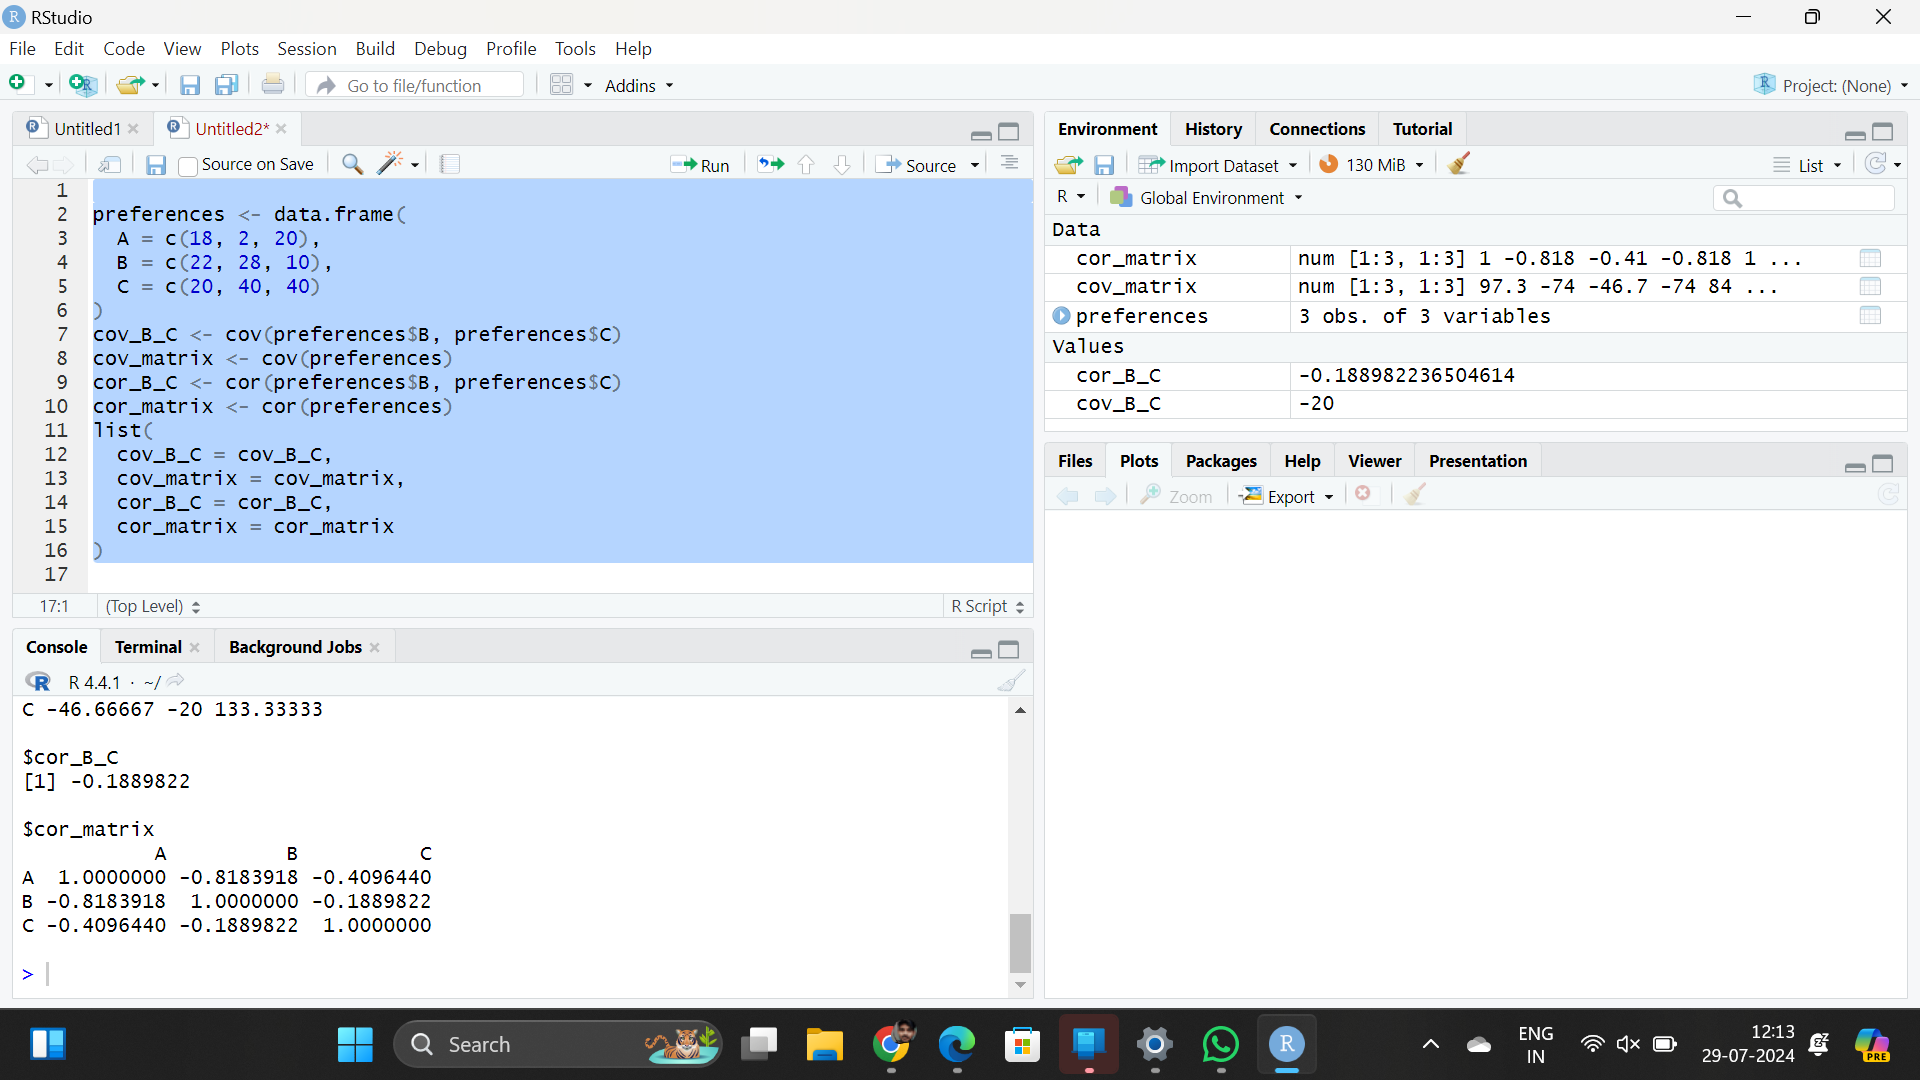 RStudio
File Edit Code View Plots Session Build Debug Profile Tools Help
Go to file/function Addins Project: (None)
Untitled1 Untitled2*
Source on Save Run Source
1
2 preferences <- data.frame(
3 A = c(18, 2, 20),
4 B = c(22, 28, 10),
5 C = c(20, 40, 40)
6 )
7 cov_B_C <- cov(preferences$B, preferences$C)
8 cov_matrix <- cov(preferences)
9 cor_B_C <- cor(preferences$B, preferences$C)
10 cor_matrix <- cor(preferences)
11 list(
12 cov_B_C = cov_B_C,
13 cov_matrix = cov_matrix,
14 cor_B_C = cor_B_C,
15 cor_matrix = cor_matrix
16 )
17
17:1 (Top Level) R Script
Console Terminal Background Jobs
R 4.4.1 · ~/
C -46.66667 -20 133.33333
$cor_B_C
[1] -0.1889822
$cor_matrix
A B C
A 1.0000000 -0.8183918 -0.4096440
B -0.8183918 1.0000000 -0.1889822
C -0.4096440 -0.1889822 1.0000000
>
Environment History Connections Tutorial
Import Dataset 130 MiB List
R Global Environment
Data
cor_matrix num [1:3, 1:3] 1 -0.818 -0.41 -0.818 1 ...
cov_matrix num [1:3, 1:3] 97.3 -74 -46.7 -74 84 ...
preferences 3 obs. of 3 variables
Values
cor_B_C -0.188982236504614
cov_B_C -20
Files Plots Packages Help Viewer Presentation
Zoom Export
Search
ENG
IN
12:13
29-07-2024
PRE